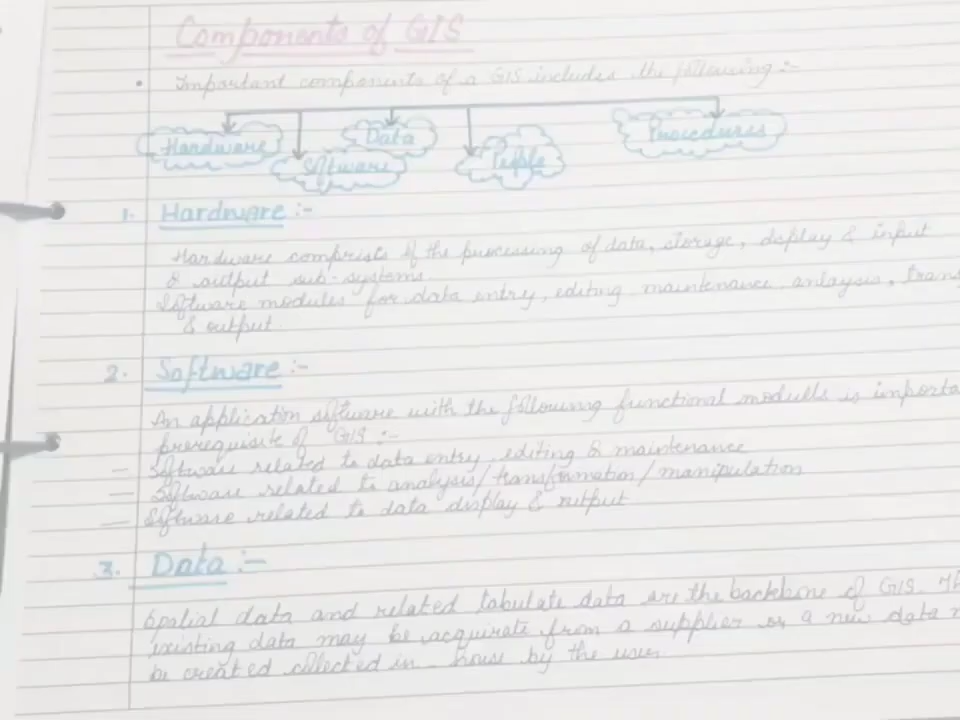 Components of GIS
• Important components of a GIS includes the following :-
Hardware Software Data People Procedures
1. Hardware :-
Hardware comprists of the processing of data, storage, display & input
& output sub-systems.
Software modules for data entry, editing maintenance, anlaysis, trans
& output
2. Software :-
An application software with the following functional modulls is importa
prerequisite of GIS :-
— Software related to data entry, editing & maintenance
— Software related to analysis/transformation/manipulation
— Software related to data display & output
3. Data :-
Spatial data and related tabulate data are the backbone of GIS. Th
existing data may be acquirate from a supplier or a new data
be created collected in-house by the user.